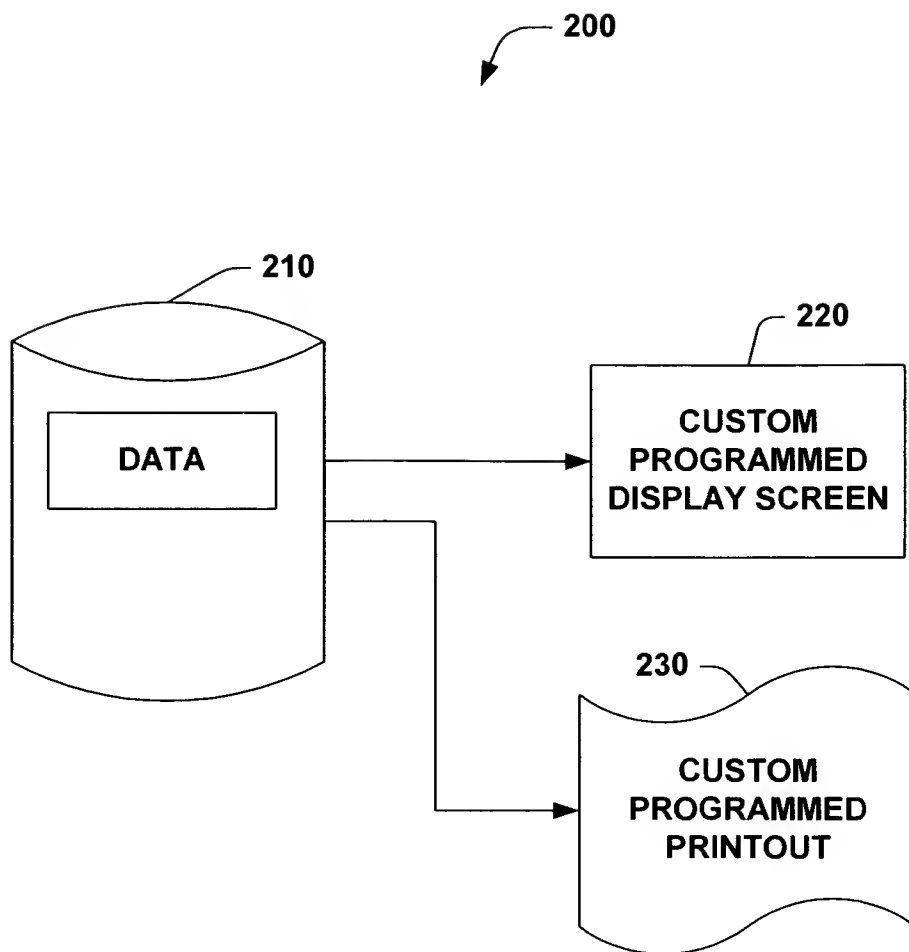 200
210
DATA
220
CUSTOM
PROGRAMMED
DISPLAY SCREEN
230
CUSTOM
PROGRAMMED
PRINTOUT